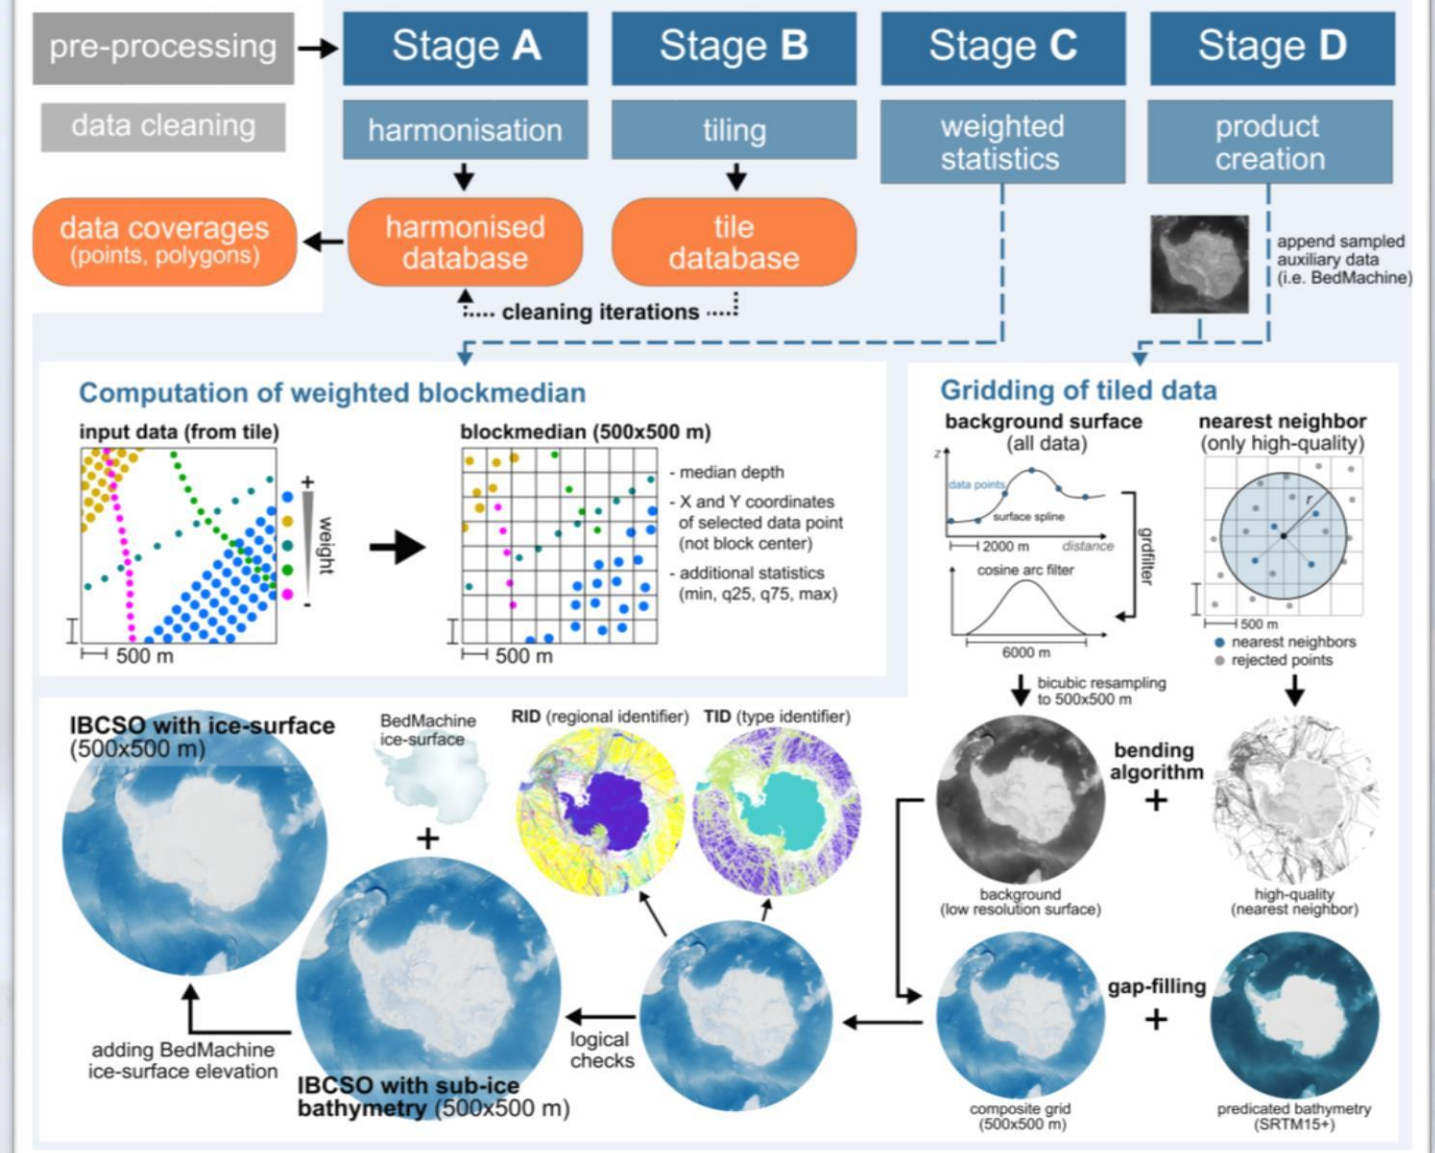 pre-processing
Stage A
Stage B
Stage C
Stage D
data cleaning
harmonisation
tiling
weighted
statistics
product
creation
data coverages
(points, polygons)
harmonised
database
tile
database
append sampled
auxiliary data
(i.e. BedMachine)
cleaning iterations
Computation of weighted blockmedian
input data (from tile)
+
weight
-
500 m
blockmedian (500x500 m)
- median depth
- X and Y coordinates
of selected data point
(not block center)
- additional statistics
(min, q25, q75, max)
500 m
Gridding of tiled data
background surface
(all data)
z
data points
surface spline
2000 m
distance
cosine arc filter
6000 m
grdfilter
nearest neighbor
(only high-quality)
r
500 m
nearest neighbors
rejected points
bicubic resampling
to 500x500 m
bending
algorithm
+
background
(low resolution surface)
high-quality
(nearest neighbor)
gap-filling
+
composite grid
(500x500 m)
predicated bathymetry
(SRTM15+)
IBCSO with ice-surface
(500x500 m)
BedMachine
ice-surface
+
RID (regional identifier)
TID (type identifier)
logical
checks
adding BedMachine
ice-surface elevation
IBCSO with sub-ice
bathymetry (500x500 m)